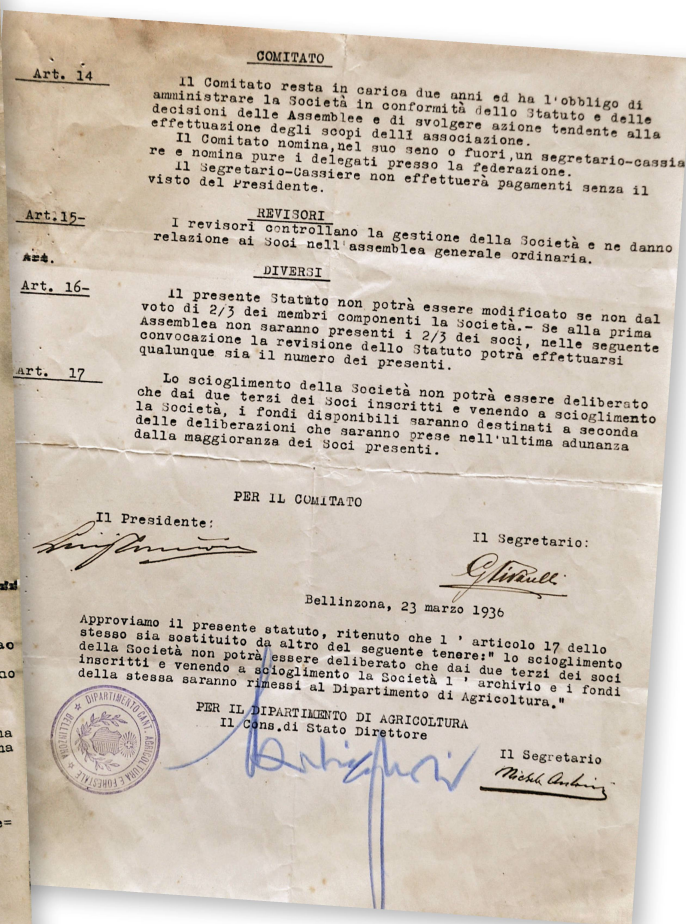 COMITATO
Art. 14
Il Comitato resta in carica due anni ed ha l'obbligo di
amministrare la Società in conformità dello Statuto e delle
decisioni delle Assemblee e di svolgere azione tendente alla
effettuazione degli scopi dell1 associazione.
Il Comitato nomina,nel suo seno o fuori,un segretario-cassia
re e nomina pure i delegati presso la federazione.
Il Segretario-Cassiere non effettuerà pagamenti senza il
visto del Presidente.
REVISORI
Art.15-
I revisori controllano la gestione della Società e ne danno
relazione ai Soci nell'assemblea generale ordinaria.
Art.
DIVERSI
Art. 16-
Il presente Statuto non potrà essere modificato se non dal
voto di 2/3 dei membri componenti la Società.- Se alla prima
Assemblea non saranno presenti i 2/3 dei soci, nelle seguente
convocazione la revisione dello Statuto potrà effettuarsi
qualunque sia il numero dei presenti.
Art. 17
Lo scioglimento della Società non potrà essere deliberato
che dai due terzi dei Soci inscritti e venendo a scioglimento
la Società, i fondi disponibili saranno destinati a seconda
delle deliberazioni che saranno prese nell'ultima adunanza
dalla maggioranza dei Soci presenti.
PER IL COMITATO
Il Presidente:
Il Segretario:
Bellinzona, 23 marzo 1936
Approviamo il presente statuto, ritenuto che l ' articolo 17 dello
stesso sia sostituito da altro del seguente tenere:" lo scioglimento
della Società non potrà essere deliberato che dai due terzi dei soci
inscritti e venendo a scioglimento la Società l ' archivio e i fondi
della stessa saranno rimessi al Dipartimento di Agricoltura."
PER IL DIPARTIMENTO DI AGRICOLTURA
Il Cons.di Stato Direttore
Il Segretario
DIPARTIMENTO CANT. AGRICOLTURA E FORESTALE
BELLINZONA